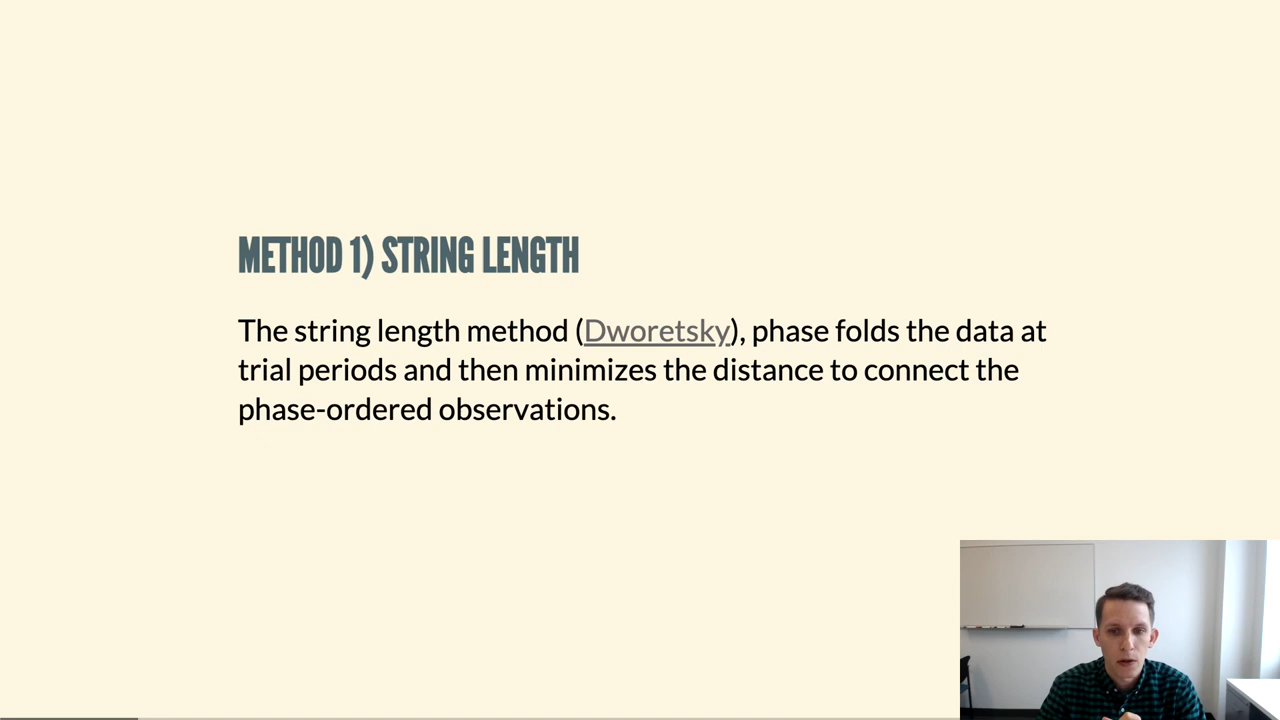 METHOD 1) STRING LENGTH
The string length method (Dworetsky), phase folds the data at
trial periods and then minimizes the distance to connect the
phase-ordered observations.